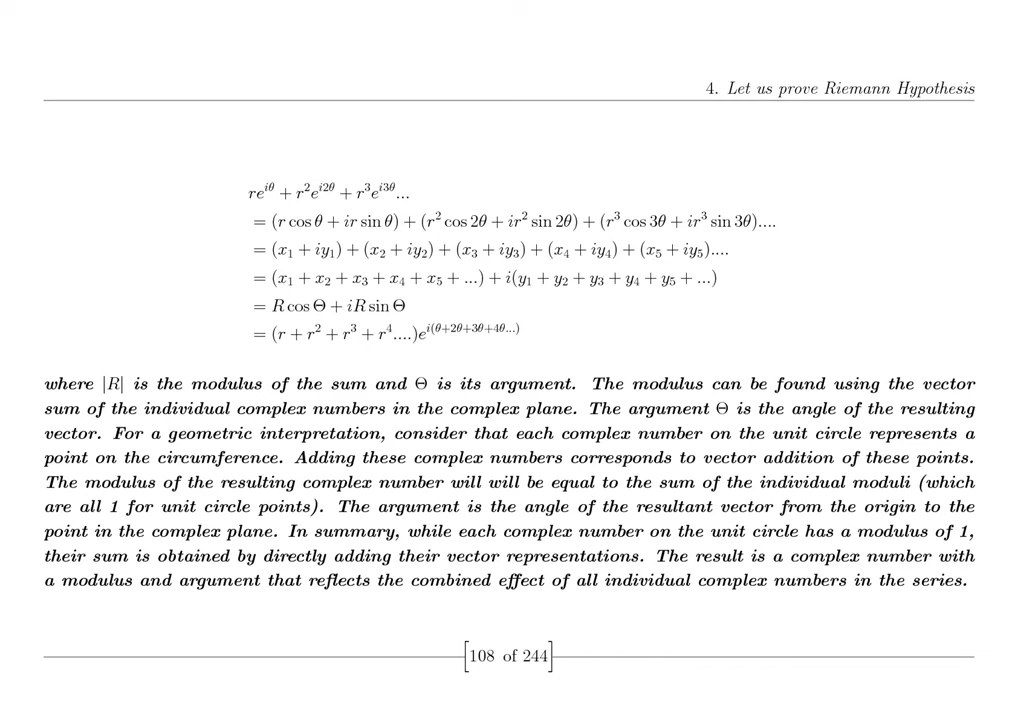 4. Let us prove Riemann Hypothesis
re^{iθ} + r^2e^{i2θ} + r^3e^{i3θ}...
= (r cos θ + ir sin θ) + (r^2 cos 2θ + ir^2 sin 2θ) + (r^3 cos 3θ + ir^3 sin 3θ)....
= (x_1 + iy_1) + (x_2 + iy_2) + (x_3 + iy_3) + (x_4 + iy_4) + (x_5 + iy_5)....
= (x_1 + x_2 + x_3 + x_4 + x_5 + ...) + i(y_1 + y_2 + y_3 + y_4 + y_5 + ...)
= R cos Θ + iR sin Θ
= (r + r^2 + r^3 + r^4....)e^{i(θ+2θ+3θ+4θ...)}
where |R| is the modulus of the sum and Θ is its argument. The modulus can be found using the vector
sum of the individual complex numbers in the complex plane. The argument Θ is the angle of the resulting
vector. For a geometric interpretation, consider that each complex number on the unit circle represents a
point on the circumference. Adding these complex numbers corresponds to vector addition of these points.
The modulus of the resulting complex number will will be equal to the sum of the individual moduli (which
are all 1 for unit circle points). The argument is the angle of the resultant vector from the origin to the
point in the complex plane. In summary, while each complex number on the unit circle has a modulus of 1,
their sum is obtained by directly adding their vector representations. The result is a complex number with
a modulus and argument that reflects the combined effect of all individual complex numbers in the series.
[108 of 244]